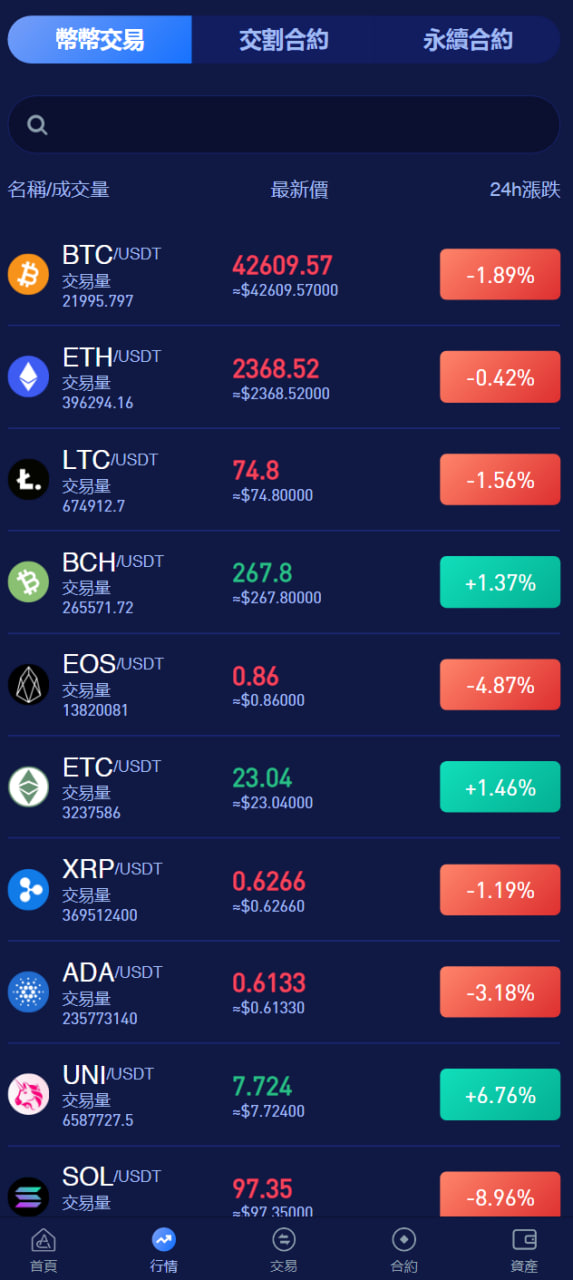 幣幣交易 交割合約 永續合約
名稱/成交量 最新價 24h漲跌
BTC/USDT
交易量
21995.797
42609.57
≈$42609.57000
-1.89%
ETH/USDT
交易量
396294.16
2368.52
≈$2368.52000
-0.42%
LTC/USDT
交易量
674912.7
74.8
≈$74.80000
-1.56%
BCH/USDT
交易量
265571.72
267.8
≈$267.80000
+1.37%
EOS/USDT
交易量
13820081
0.86
≈$0.86000
-4.87%
ETC/USDT
交易量
3237586
23.04
≈$23.04000
+1.46%
XRP/USDT
交易量
369512400
0.6266
≈$0.62660
-1.19%
ADA/USDT
交易量
235773140
0.6133
≈$0.61330
-3.18%
UNI/USDT
交易量
6587727.5
7.724
≈$7.72400
+6.76%
SOL/USDT
交易量
97.35
≈$97.35000
-8.96%
首頁 行情 交易 合約 資產